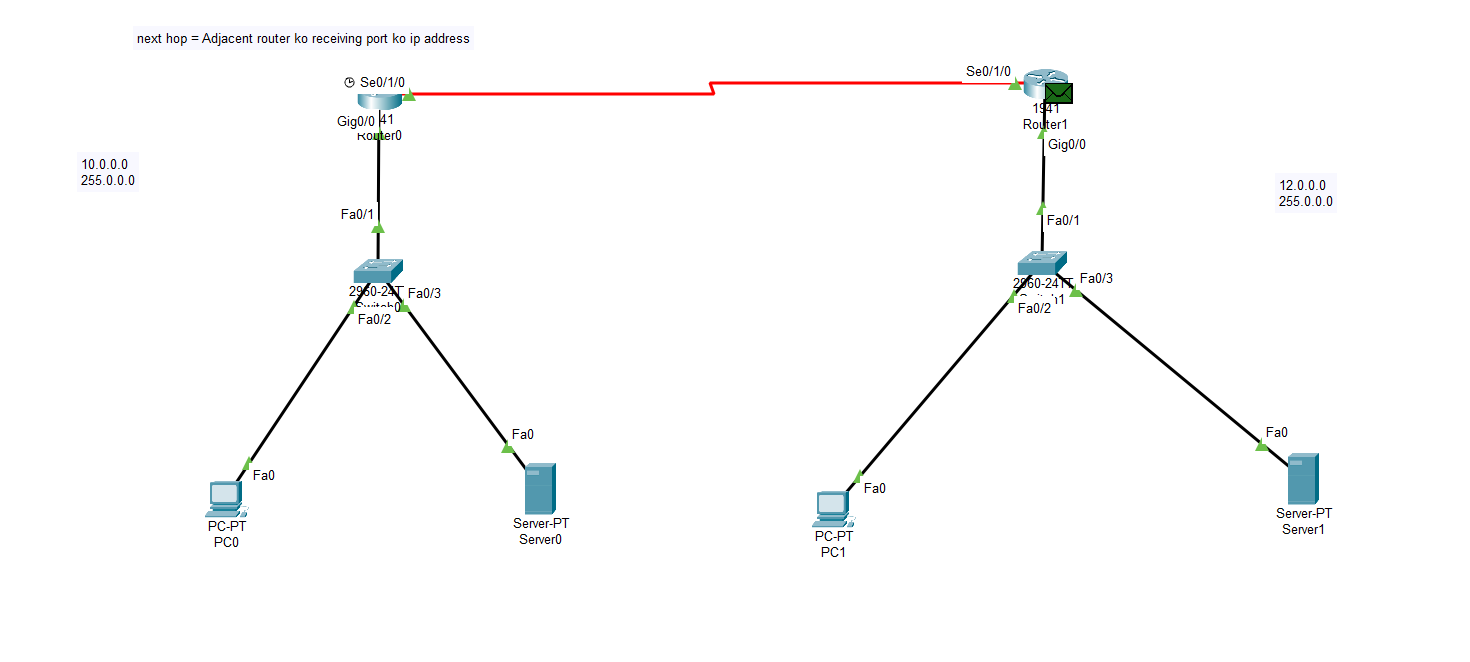 next hop = Adjacent router ko receiving port ko ip address
Se0/1/0
Se0/1/0
Gig0/0
41
Router0
1941
Router1
Gig0/0
10.0.0.0
255.0.0.0
12.0.0.0
255.0.0.0
Fa0/1
Fa0/1
2960-24T
Switch0
Fa0/3
Fa0/2
2960-24TT
Switch1
Fa0/3
Fa0/2
Fa0
Fa0
Fa0
Fa0
PC-PT
PC0
Server-PT
Server0
PC-PT
PC1
Server-PT
Server1